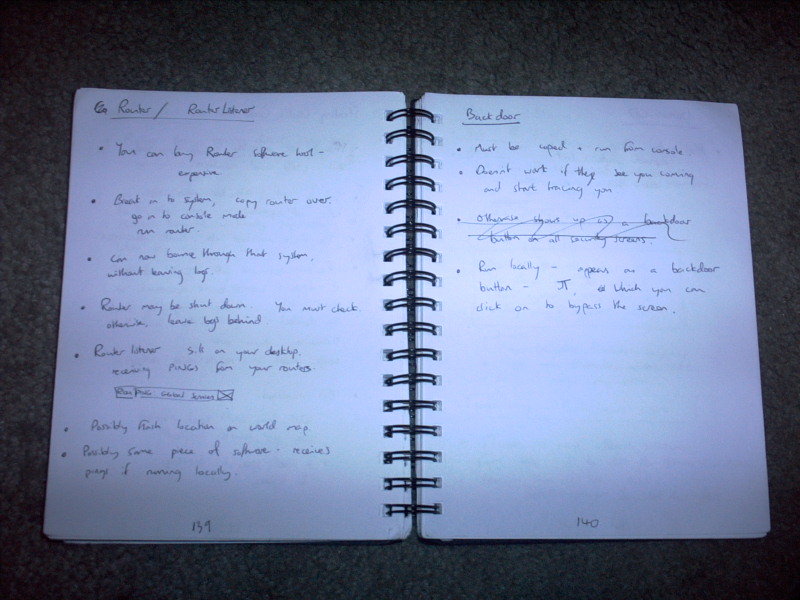 Router / Router Listener
• You can buy Router software tool -
expensive
• Break in to system, copy router over.
go in to console mode
run router.
• Can now bounce through that system,
without leaving logs.
• Router may be shut down. You must check.
otherwise, leave logs behind
• Router listener sits on your desktop,
receiving PINGS from your routers.
PING
• Possibly flash location on world map.
• Possibly same piece of software - receives
pings if running locally.
139
Backdoor
• Must be copied + run from console.
• Doesn't work if they see you coming
and start tracing you
• Otherwise shows up as a backdoor
button on all security screens.
• Run locally - appears as a backdoor
button - π, which you can
click on to bypass the screen.
140